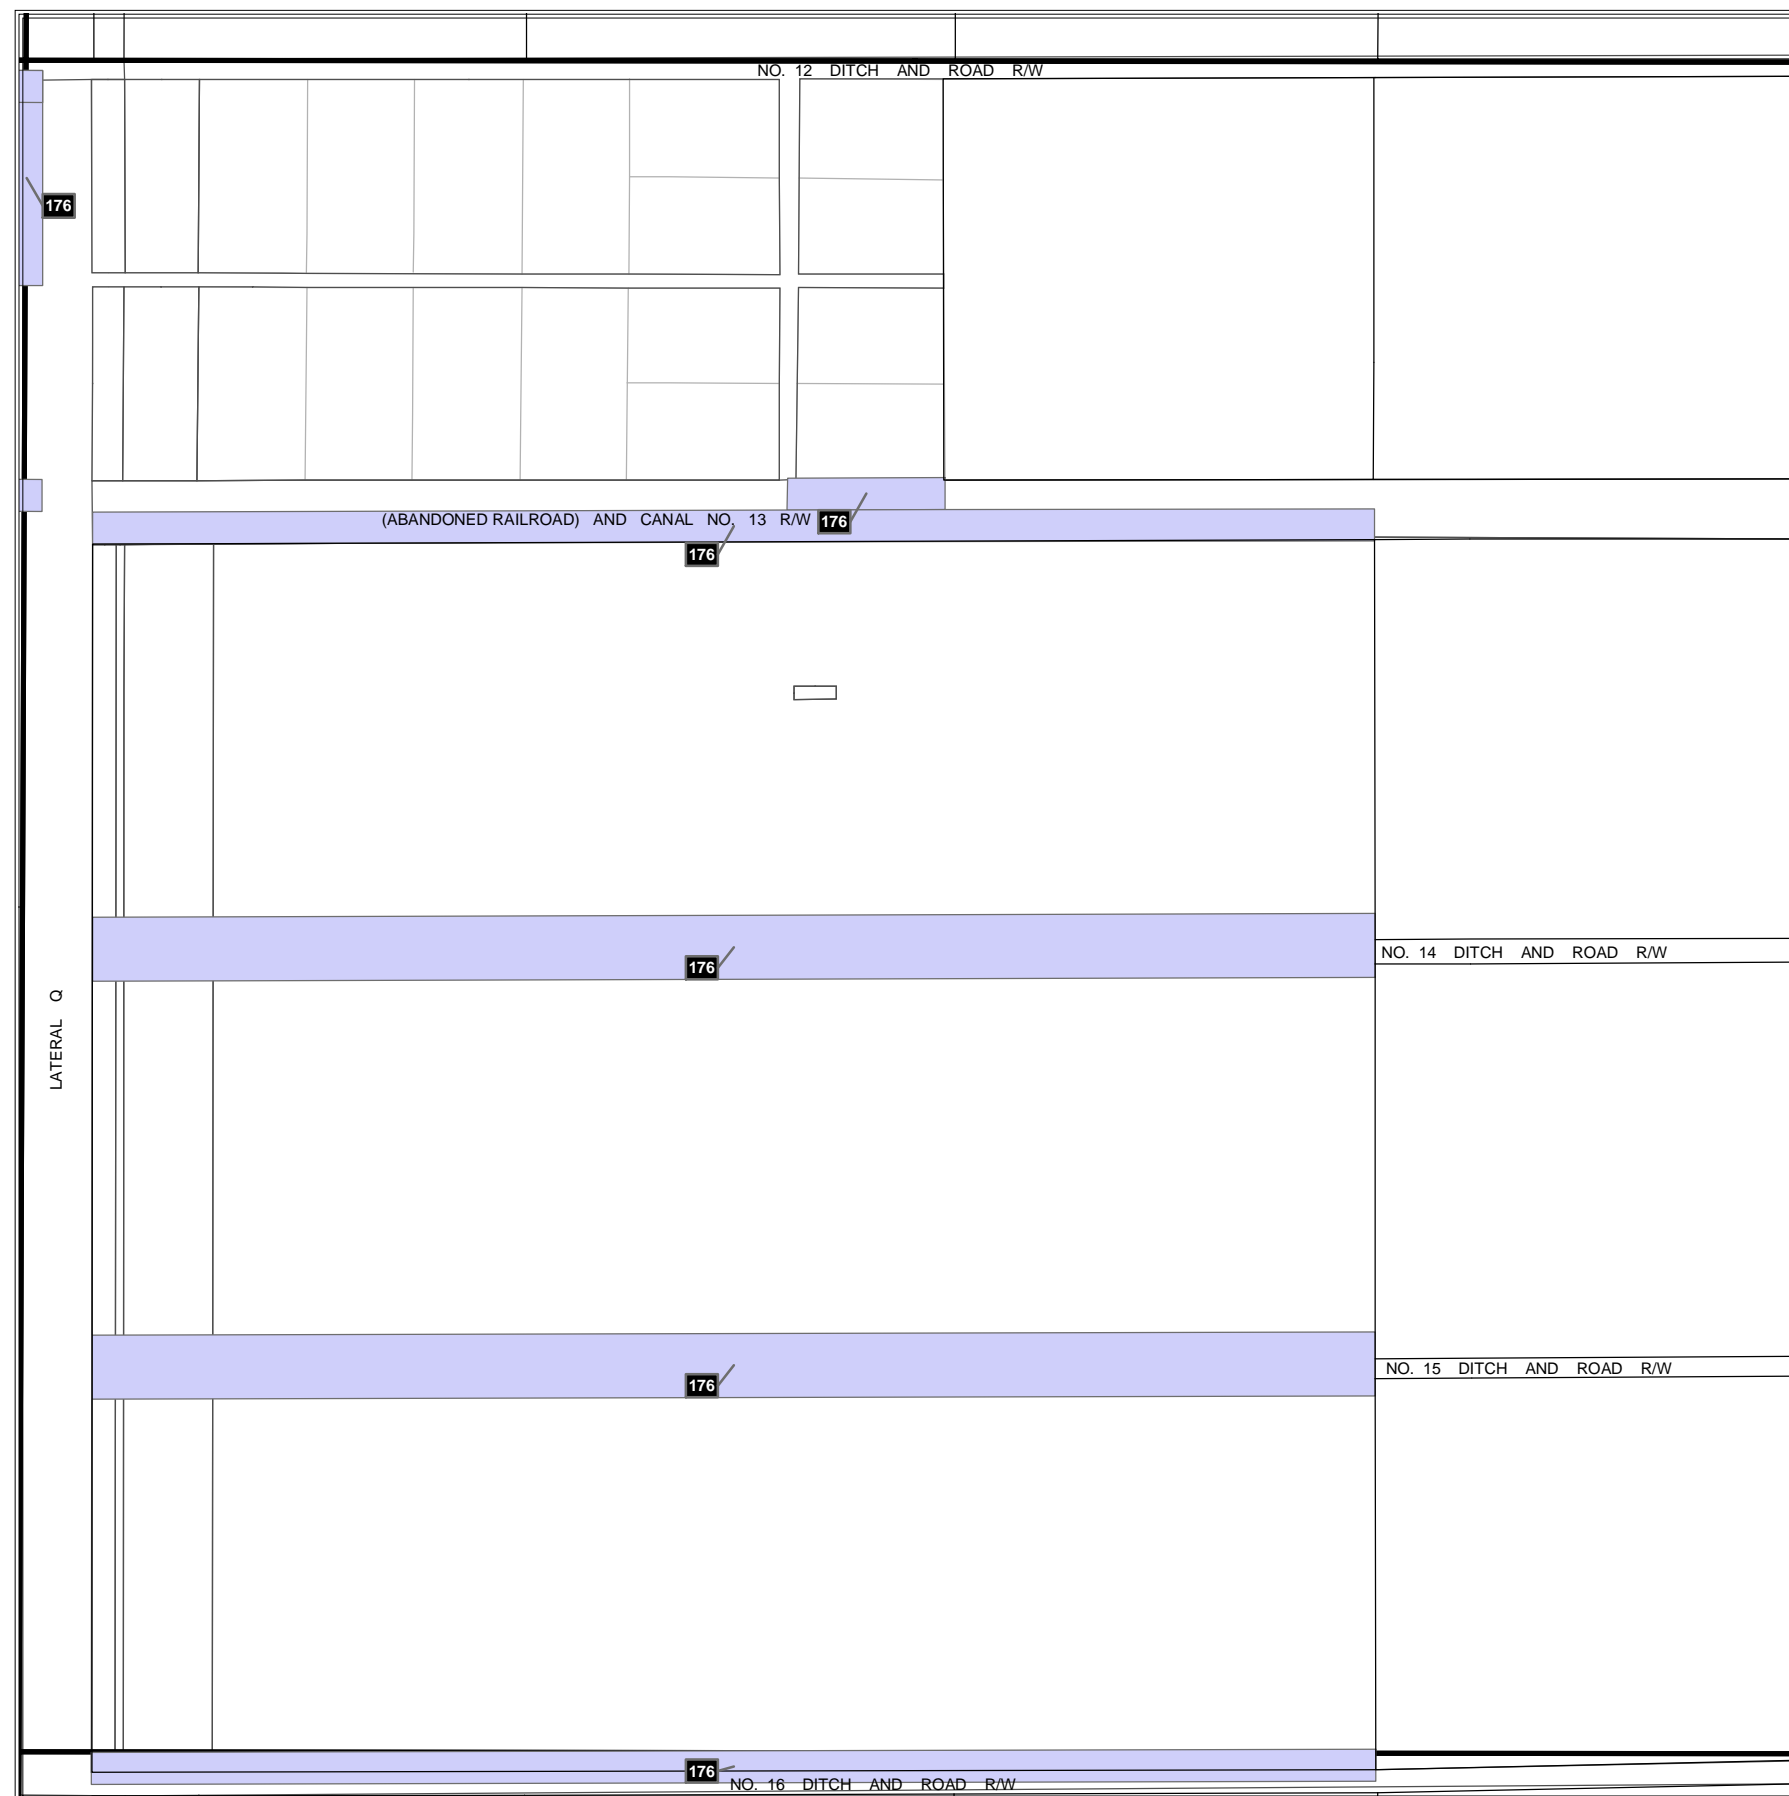 NO. 12 DITCH AND ROAD R/W
176
(ABANDONED RAILROAD) AND CANAL NO. 13 R/W
176
176
NO. 14 DITCH AND ROAD R/W
176
LATERAL Q
NO. 15 DITCH AND ROAD R/W
176
176
NO. 16 DITCH AND ROAD R/W